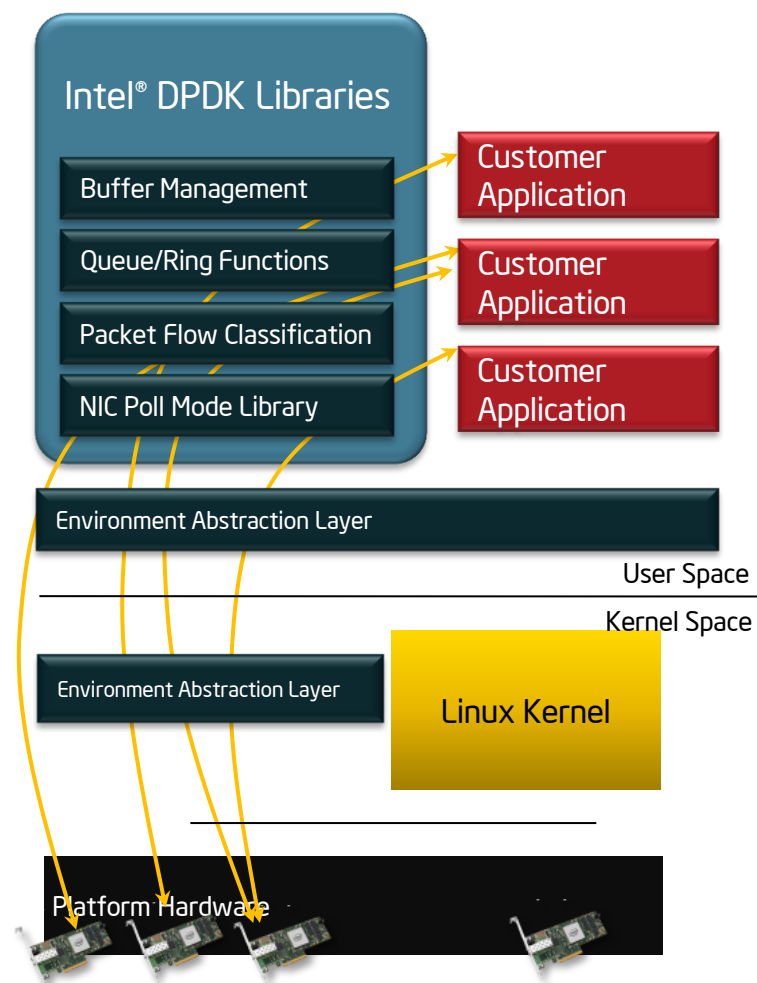 Intel® DPDK Libraries
Buffer Management
Queue/Ring Functions
Packet Flow Classification
NIC Poll Mode Library
Customer
Application
Customer
Application
Customer
Application
Environment Abstraction Layer
User Space
Kernel Space
Environment Abstraction Layer
Linux Kernel
Platform Hardware